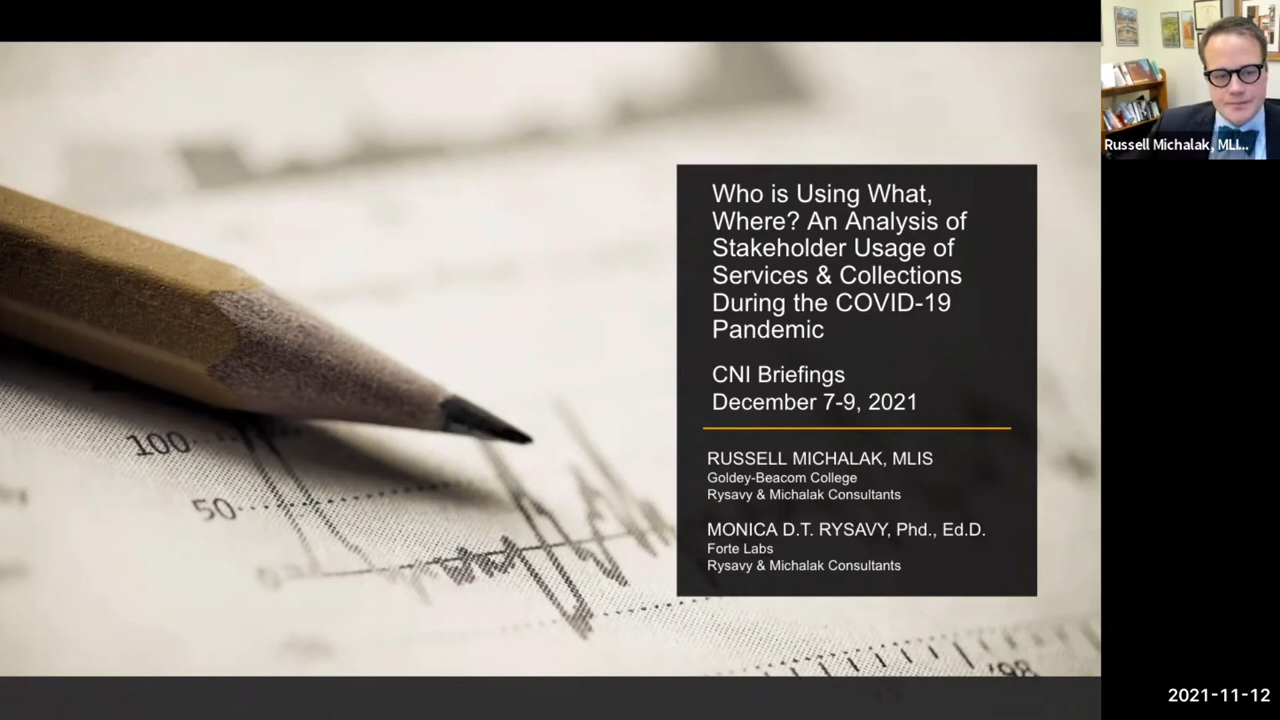 Who is Using What,
Where? An Analysis of
Stakeholder Usage of
Services & Collections
During the COVID-19
Pandemic
CNI Briefings
December 7-9, 2021
RUSSELL MICHALAK, MLIS
Goldey-Beacom College
Rysavy & Michalak Consultants
MONICA D.T. RYSAVY, Phd., Ed.D.
Forte Labs
Rysavy & Michalak Consultants
100
50
0
'98
Russell Michalak, MLI...
2021-11-12